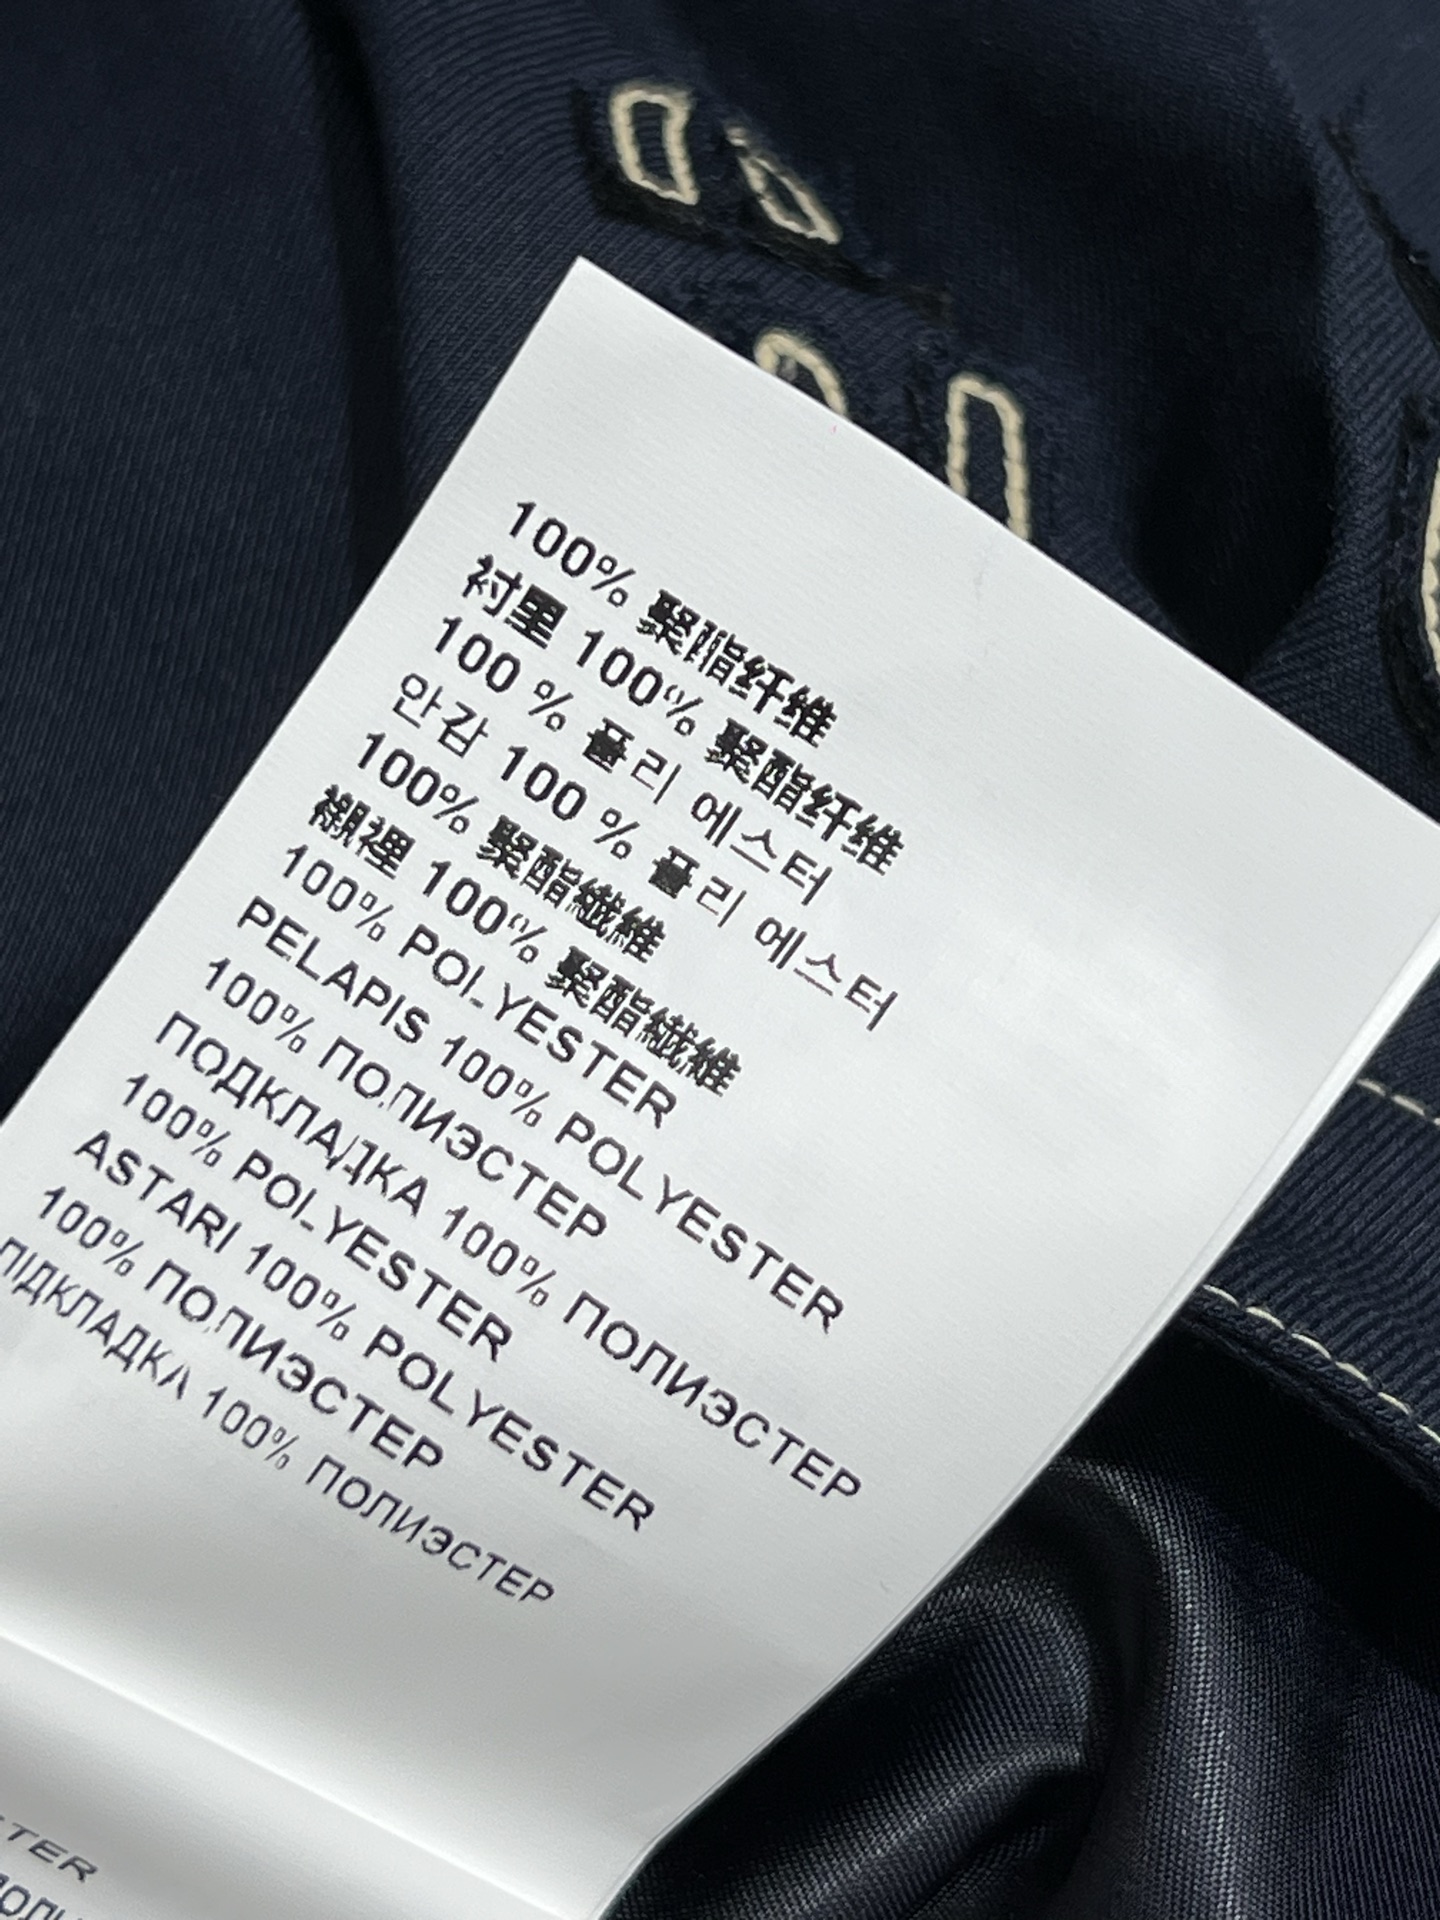 100% 聚酯纤维
衬里 100% 聚酯纤维
100 % 폴리 에스터
안감 100 % 폴리 에스터
100% 聚酯纖維
襯裡 100% 聚酯纖維
100% POLYESTER
PELAPIS 100% POLYESTER
100% ПОЛИЭСТЕР
ПОДКЛАДКА 100% ПОЛИЭСТЕР
100% POLYESTER
ASTARI 100% POLYESTER
100% ПОЛИЭСТЕР
ПІДКЛАДКА 100% ПОЛИЭСТЕР